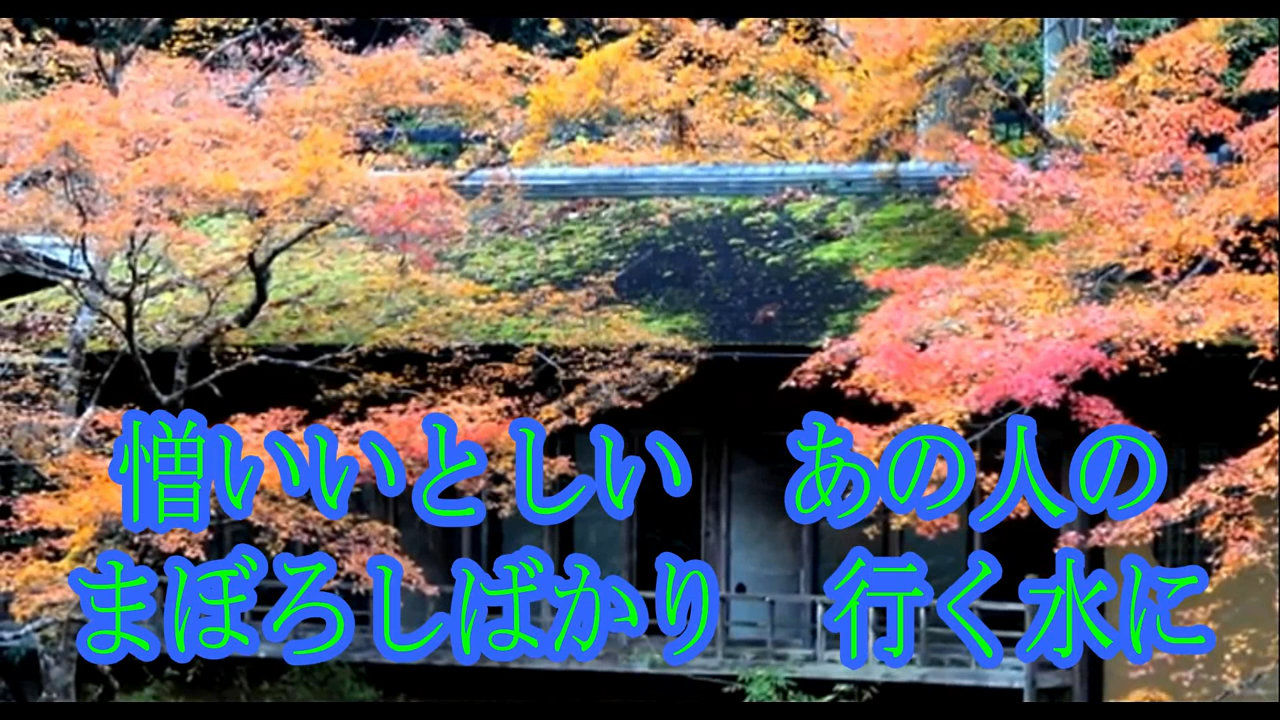 憎いいとしい　あの人の
まぼろしばかり　行く水に